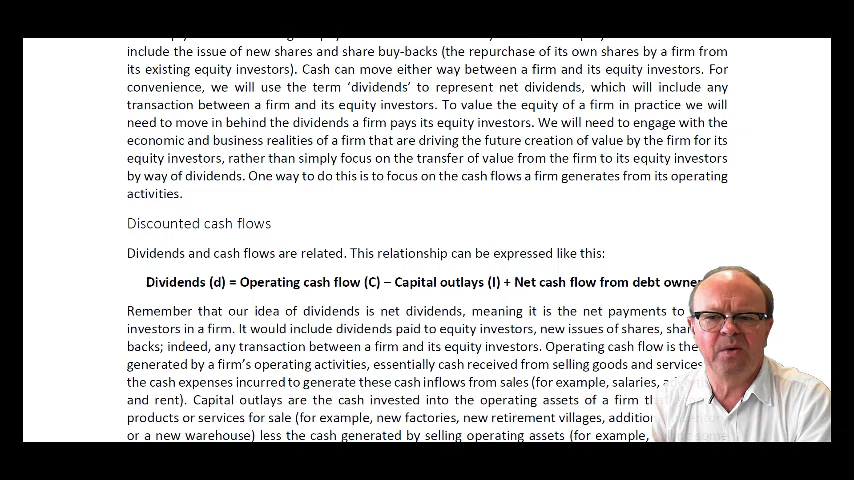 include the issue of new shares and share buy-backs (the repurchase of its own shares by a firm from
its existing equity investors). Cash can move either way between a firm and its equity investors. For
convenience, we will use the term ‘dividends’ to represent net dividends, which will include any
transaction between a firm and its equity investors. To value the equity of a firm in practice we will
need to move in behind the dividends a firm pays its equity investors. We will need to engage with the
economic and business realities of a firm that are driving the future creation of value by the firm for its
equity investors, rather than simply focus on the transfer of value from the firm to its equity investors
by way of dividends. One way to do this is to focus on the cash flows a firm generates from its operating
activities.
Discounted cash flows
Dividends and cash flows are related. This relationship can be expressed like this:
Dividends (d) = Operating cash flow (C) – Capital outlays (I) + Net cash flow from debt
Remember that our idea of dividends is net dividends, meaning it is the net payments to
investors in a firm. It would include dividends paid to equity investors, new issues of shares,
backs; indeed, any transaction between a firm and its equity investors. Operating cash flow is
generated by a firm’s operating activities, essentially cash received from selling goods and services
the cash expenses incurred to generate these cash inflows from sales (for example, salaries,
and rent). Capital outlays are the cash invested into the operating assets of a firm
products or services for sale (for example, new factories, new retirement villages,
or a new warehouse) less the cash generated by selling operating assets (for example,